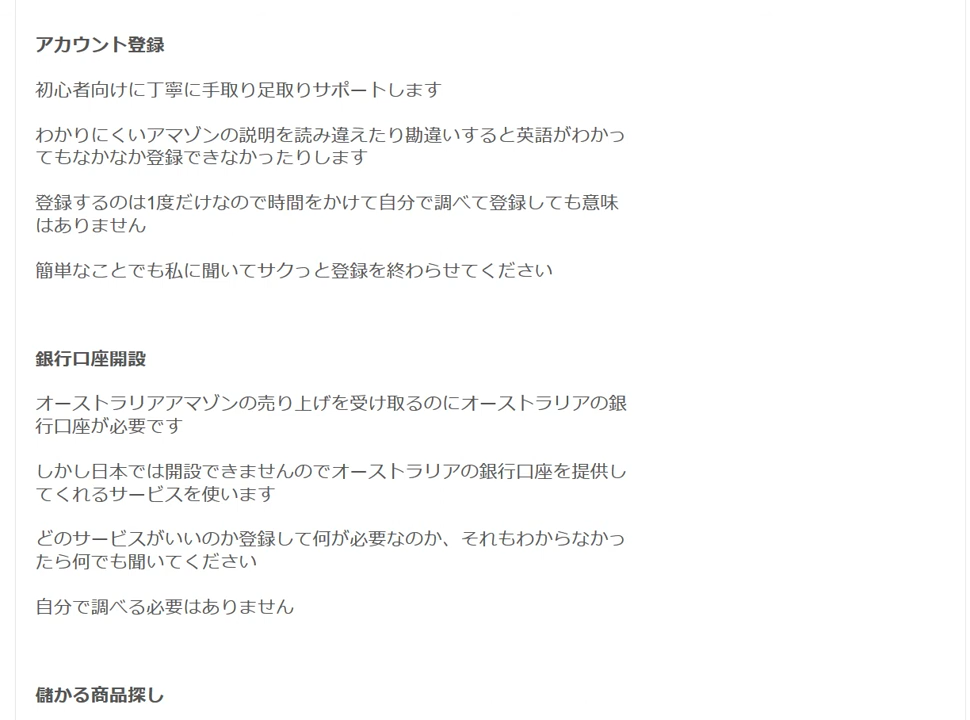 アカウント登録
初心者向けに丁寧に手取り足取りサポートします
わかりにくいアマゾンの説明を読み違えたり勘違いすると英語がわかっ
てもなかなか登録できなかったりします
登録するのは1度だけなので時間をかけて自分で調べて登録しても意味
はありません
簡単なことでも私に聞いてサクっと登録を終わらせてください
銀行口座開設
オーストラリアアマゾンの売り上げを受け取るのにオーストラリアの銀
行口座が必要です
しかし日本では開設できませんのでオーストラリアの銀行口座を提供し
てくれるサービスを使います
どのサービスがいいのか登録して何が必要なのか、それもわからなかっ
たら何でも聞いてください
自分で調べる必要はありません
儲かる商品探し